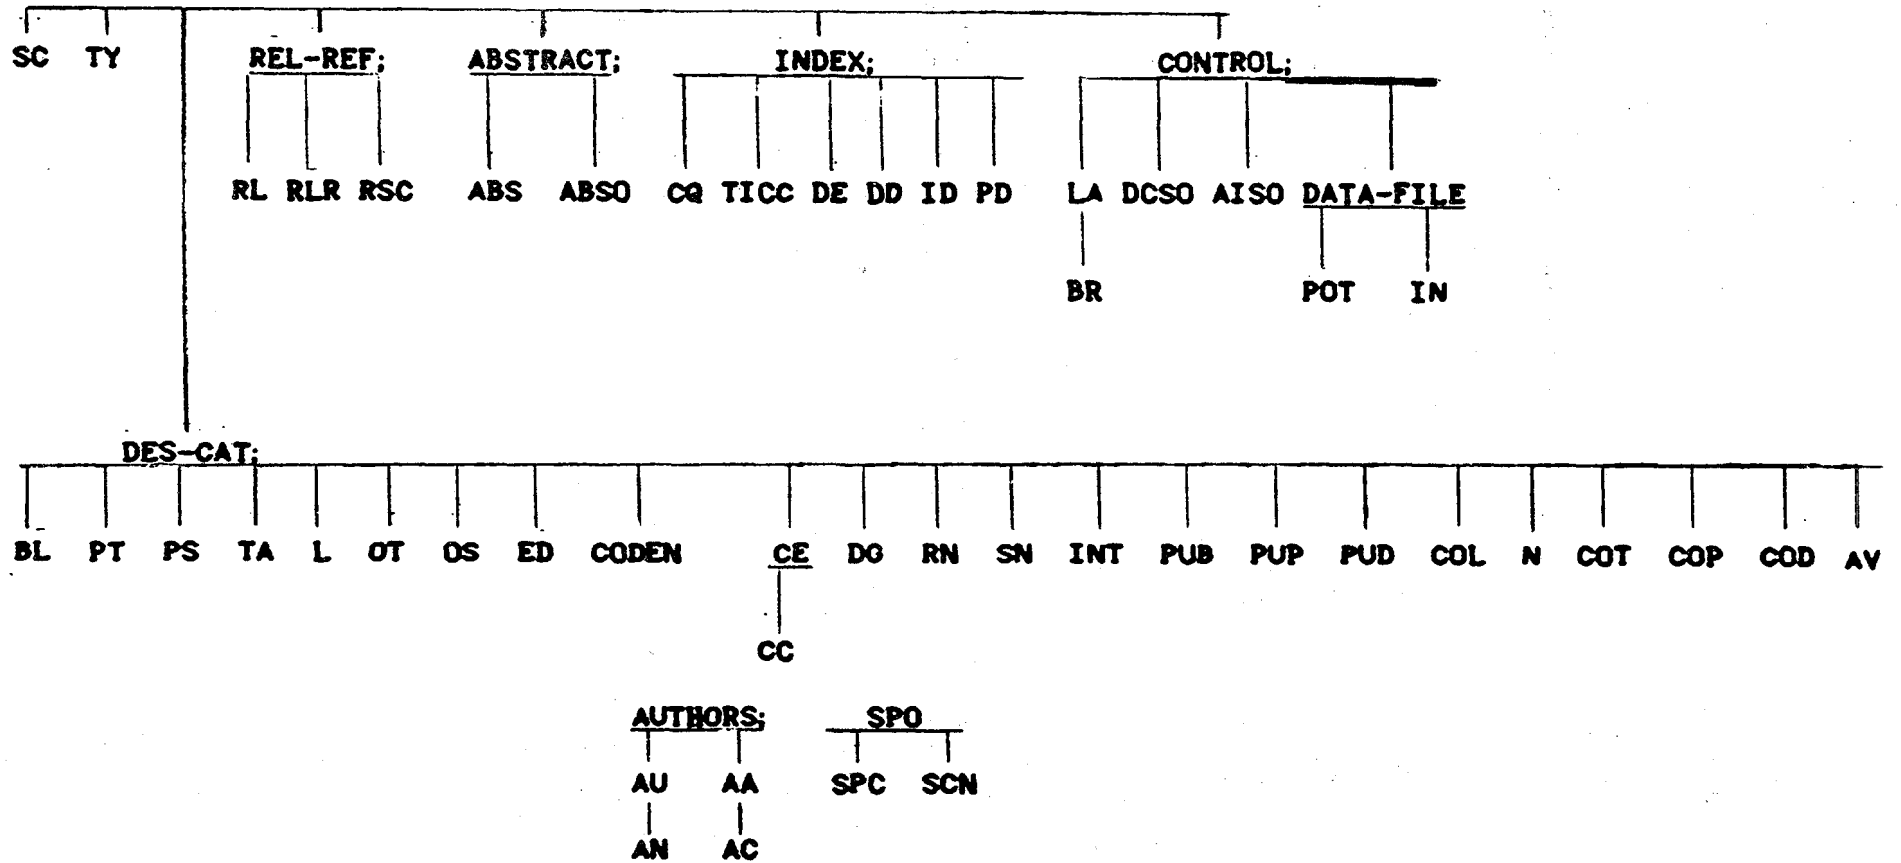 SC TY REL-REF; ABSTRACT; INDEX; CONTROL;
RL RLR RSC ABS ABSO CQ TICC DE DD ID PD LA DCSO AISO DATA-FILE
BR POT IN
DES-CAT;
BL PT PS TA L OT OS ED CODEN CE DG RN SN INT PUB PUP PUD COL N COT COP COD AV
CC
AUTHORS; SPO
AU AA SPC SCN
AN AC